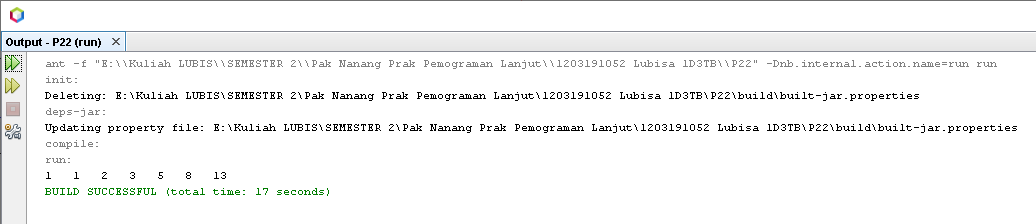 Output - P22 (run)
ant -f "E:\\Kuliah LUBIS\\SEMESTER 2\\Pak Nanang Prak Pemograman Lanjut\\1203191052 Lubisa 1D3TB\\P22" -Dnb.internal.action.name=run run
init:
Deleting: E:\Kuliah LUBIS\SEMESTER 2\Pak Nanang Prak Pemograman Lanjut\1203191052 Lubisa 1D3TB\P22\build\built-jar.properties
deps-jar:
Updating property file: E:\Kuliah LUBIS\SEMESTER 2\Pak Nanang Prak Pemograman Lanjut\1203191052 Lubisa 1D3TB\P22\build\built-jar.properties
compile:
run:
1 1 2 3 5 8 13
BUILD SUCCESSFUL (total time: 17 seconds)